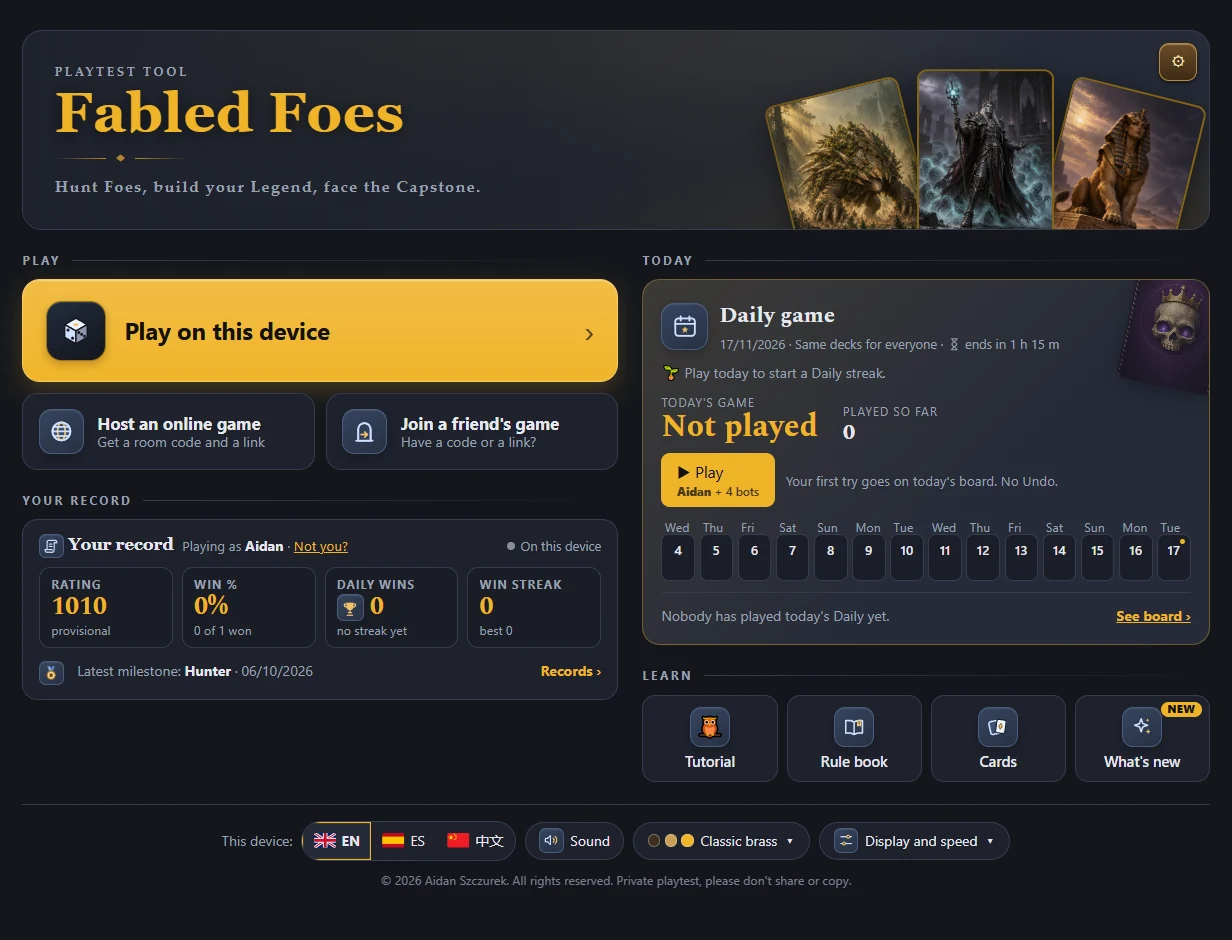 PLAYTEST TOOL
Fabled Foes
Hunt Foes, build your Legend, face the Capstone.
PLAY
Play on this device ›
Host an online game
Get a room code and a link
Join a friend's game
Have a code or a link?
YOUR RECORD
Your record Playing as Aidan · Not you? On this device
RATING
1010
provisional
WIN %
0%
0 of 1 won
DAILY WINS
0
no streak yet
WIN STREAK
0
best 0
Latest milestone: Hunter · 06/10/2026 Records ›
TODAY
Daily game
17/11/2026 · Same decks for everyone · ends in 1 h 15 m
Play today to start a Daily streak.
TODAY'S GAME
Not played
PLAYED SO FAR
0
▶ Play
Aidan + 4 bots
Your first try goes on today's board. No Undo.
Wed Thu Fri Sat Sun Mon Tue Wed Thu Fri Sat Sun Mon Tue
4 5 6 7 8 9 10 11 12 13 14 15 16 17
Nobody has played today's Daily yet. See board ›
LEARN
Tutorial
Rule book
Cards
NEW
What's new
This device: EN ES 中文 Sound Classic brass ▾ Display and speed ▾
© 2026 Aidan Szczurek. All rights reserved. Private playtest, please don't share or copy.